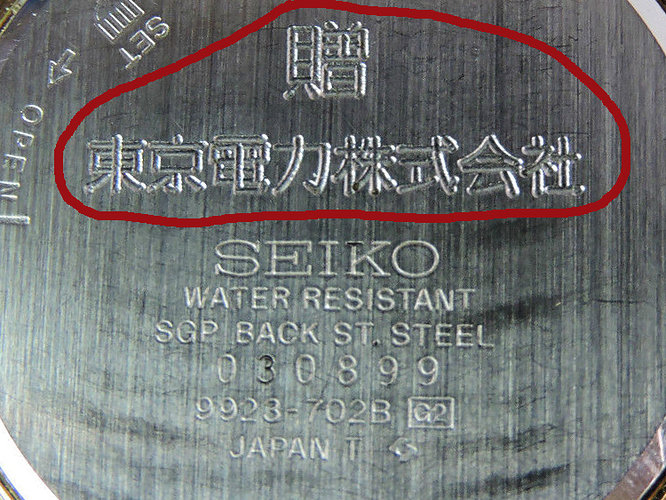 SET
OPEN
贈
東京電力株式会社
SEIKO
WATER RESISTANT
SGP BACK ST. STEEL
030899
9923-702B G2
JAPAN T